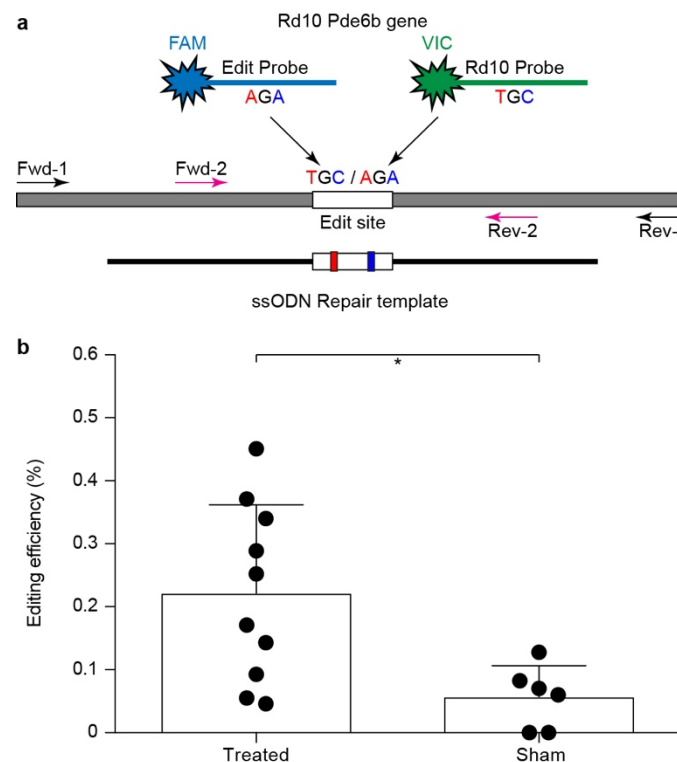 a
Rd10 Pde6b gene
FAM
VIC
Edit Probe
Rd10 Probe
AGA
TGC
Fwd-1
Fwd-2
TGC / AGA
Edit site
Rev-2
Rev-
ssODN Repair template
b
0.6
*
0.5
0.4
0.3
0.2
0.1
0
Editing efficiency (%)
Treated
Sham